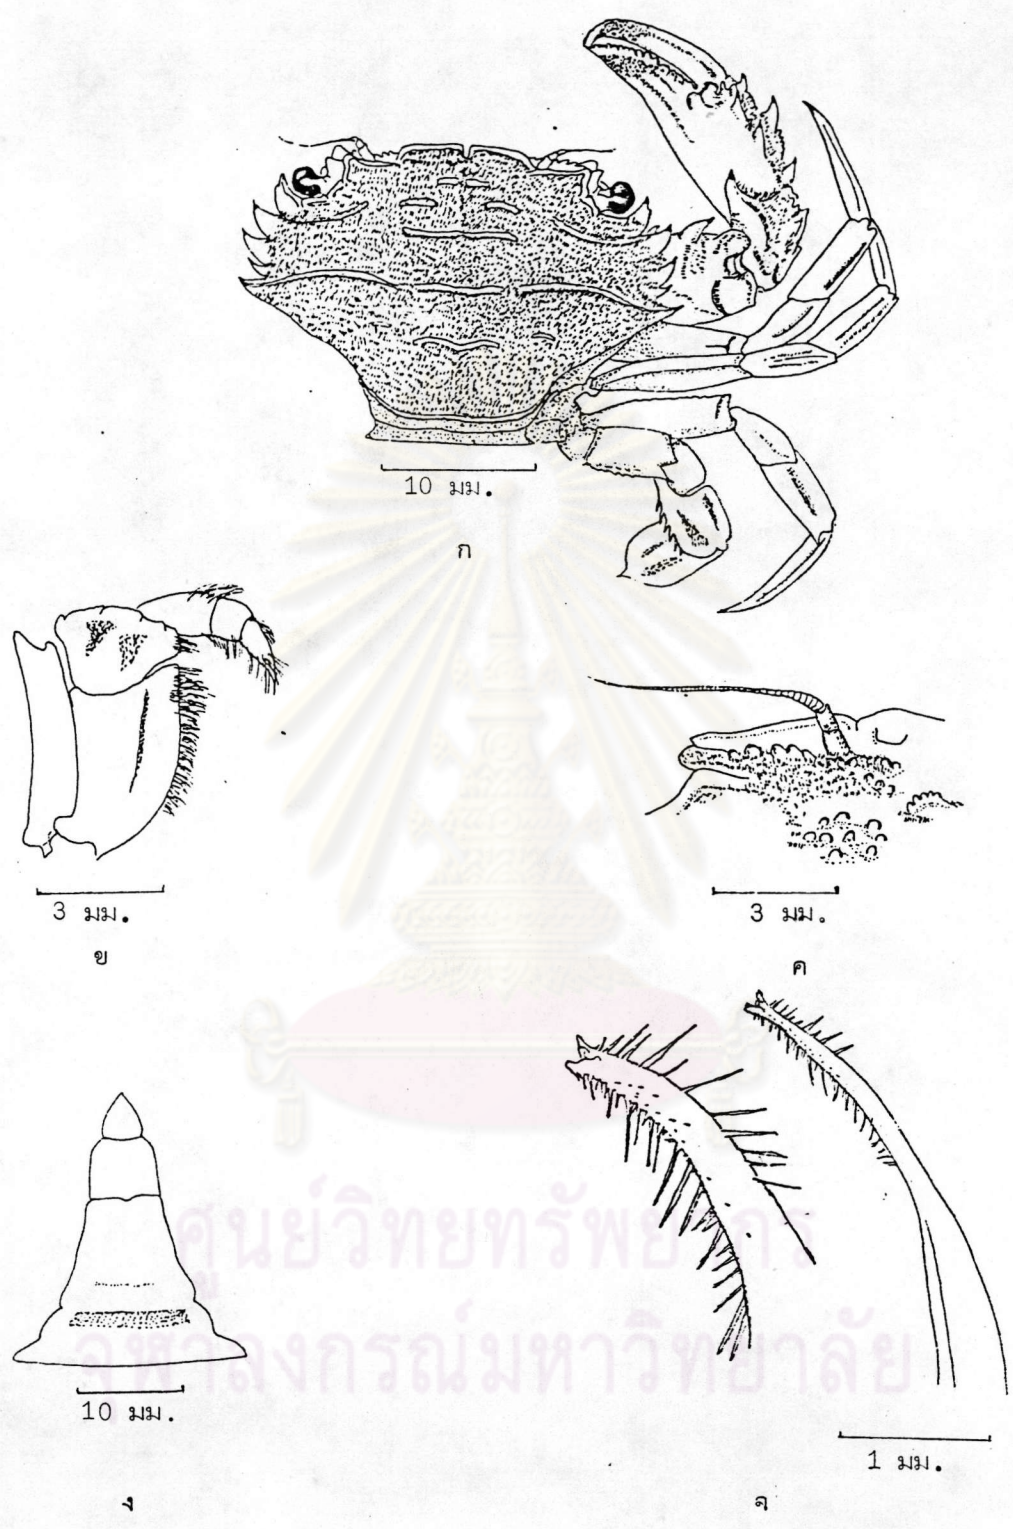 10 มม.
ก
3 มม.
ข
3 มม.
ค
10 มม.
ง
1 มม.
จ
ศูนย์วิทยทรัพยากร
จุฬาลงกรณ์มหาวิทยาลัย